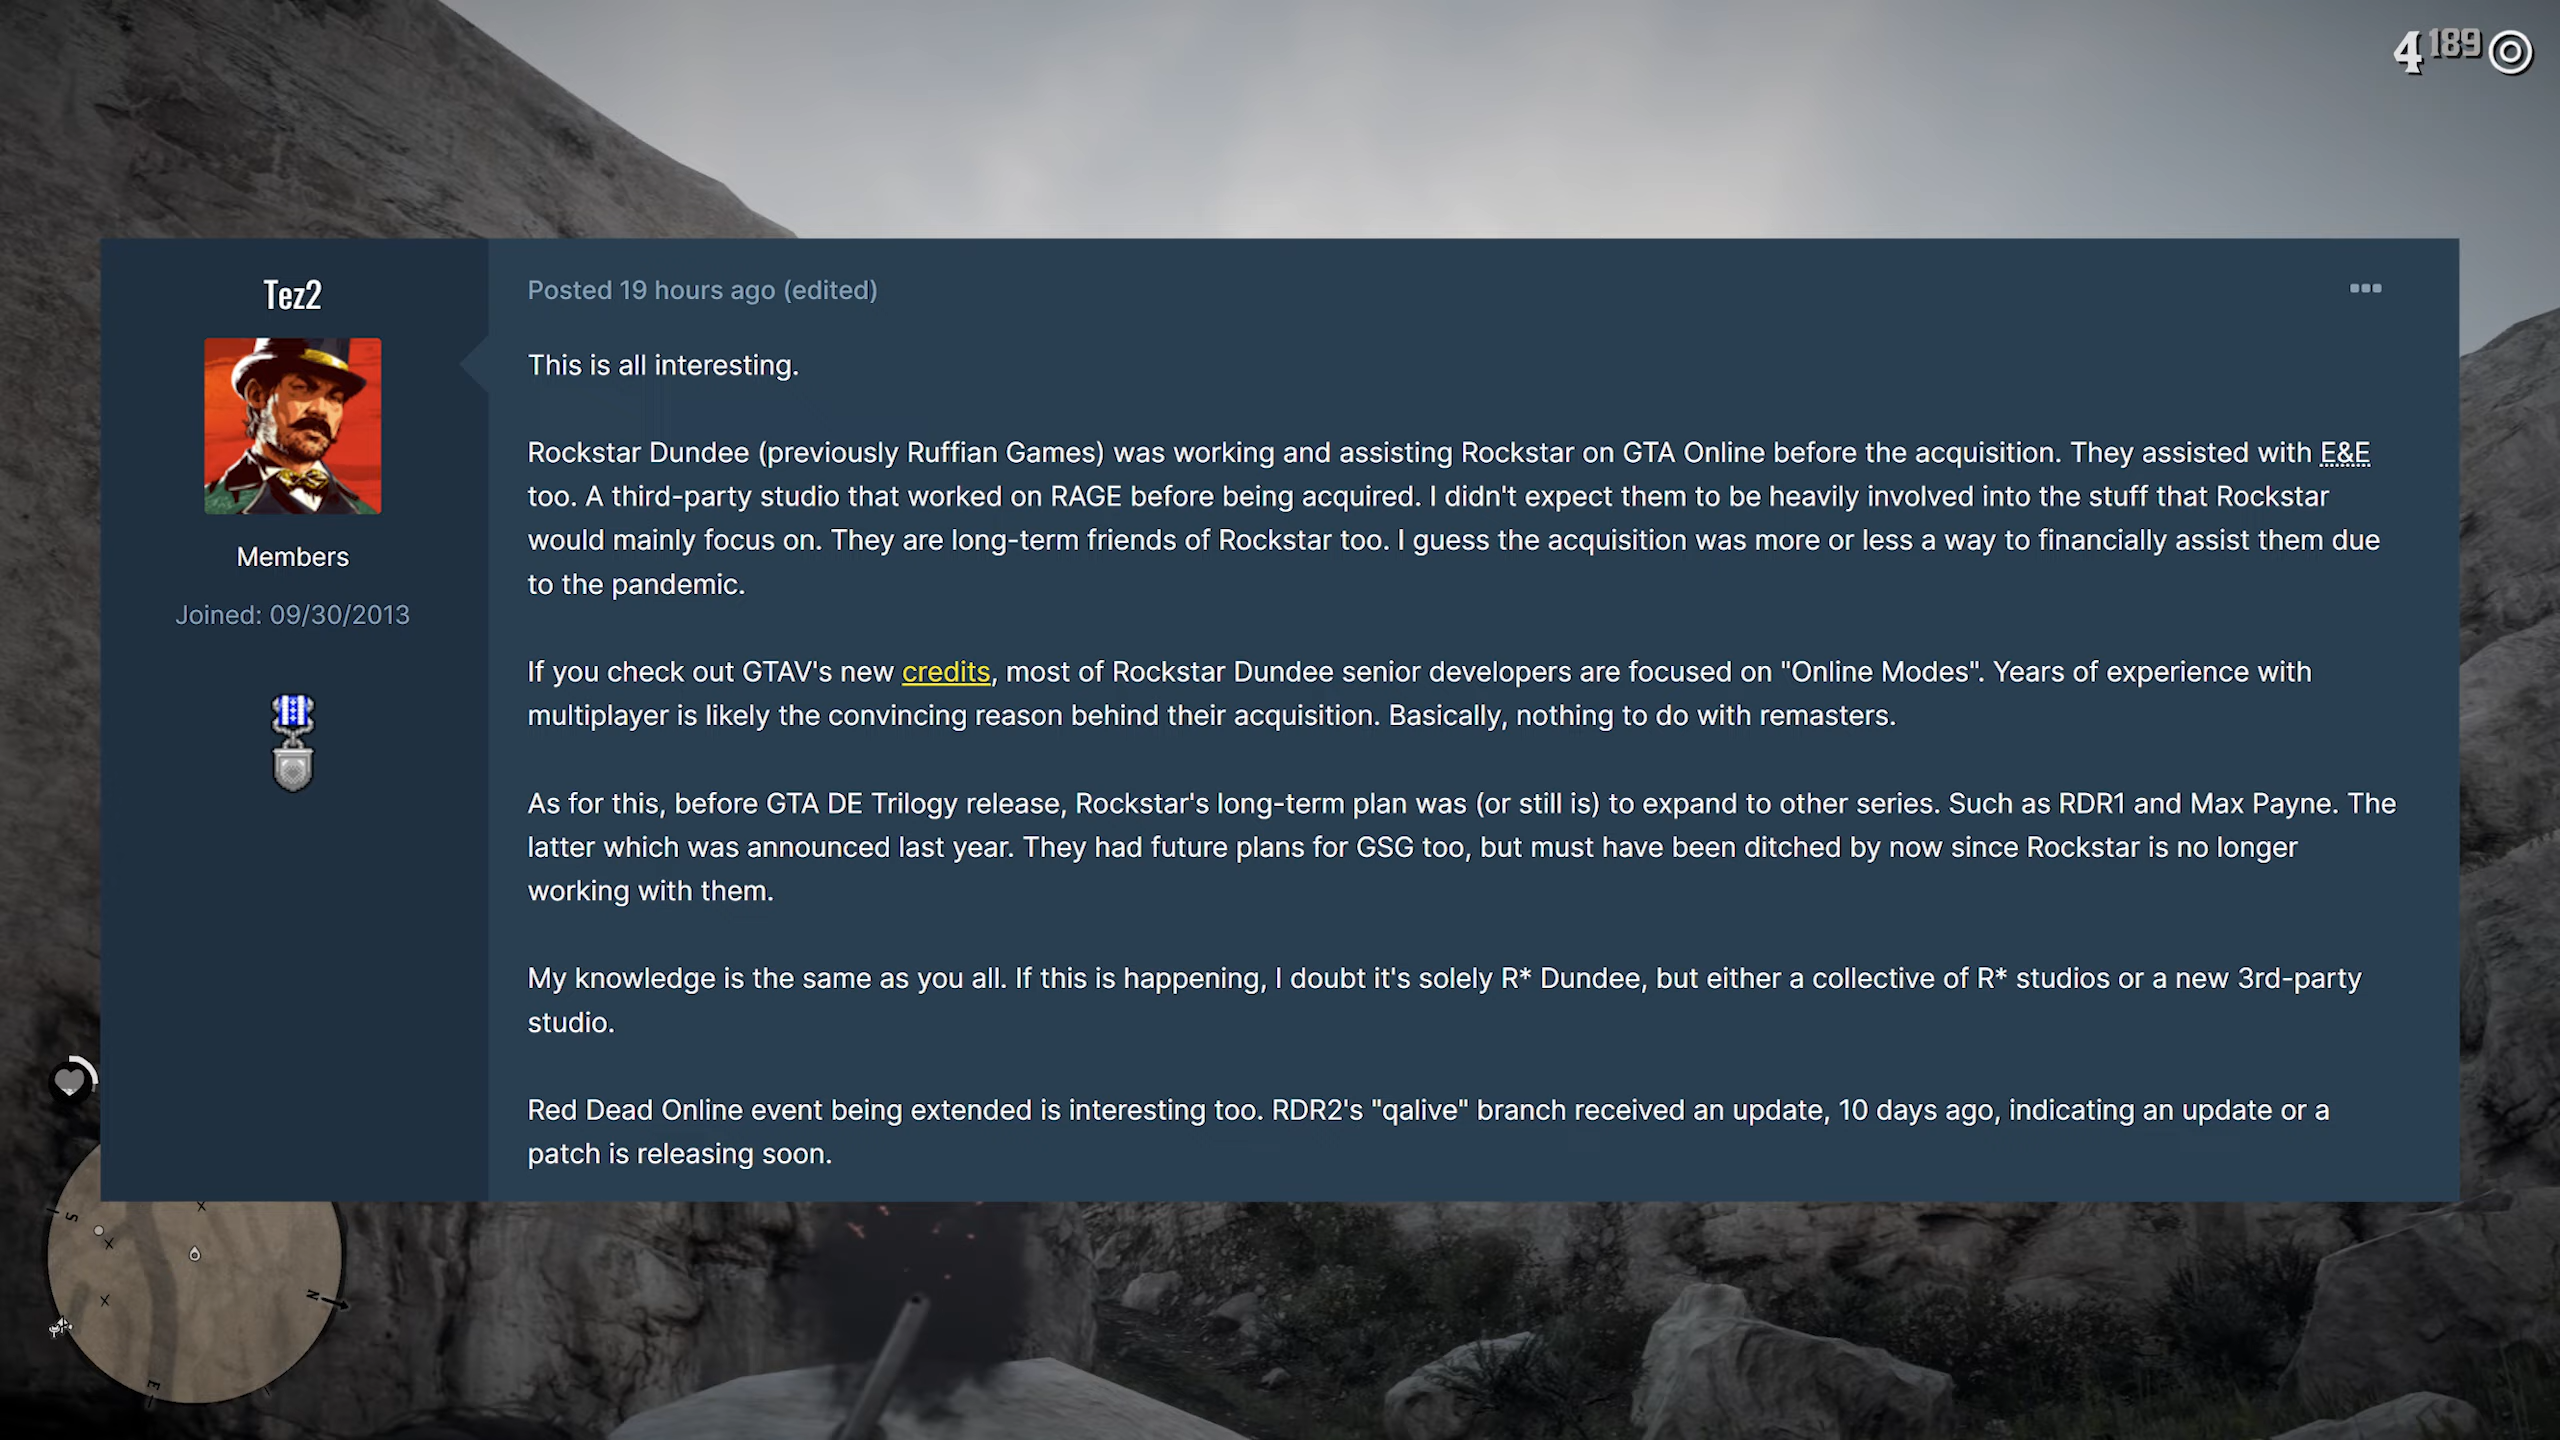 4 189
Tez2
Members
Joined: 09/30/2013
Posted 19 hours ago (edited)
This is all interesting.
Rockstar Dundee (previously Ruffian Games) was working and assisting Rockstar on GTA Online before the acquisition. They assisted with E&E
too. A third-party studio that worked on RAGE before being acquired. I didn't expect them to be heavily involved into the stuff that Rockstar
would mainly focus on. They are long-term friends of Rockstar too. I guess the acquisition was more or less a way to financially assist them due
to the pandemic.
If you check out GTAV's new credits, most of Rockstar Dundee senior developers are focused on "Online Modes". Years of experience with
multiplayer is likely the convincing reason behind their acquisition. Basically, nothing to do with remasters.
As for this, before GTA DE Trilogy release, Rockstar's long-term plan was (or still is) to expand to other series. Such as RDR1 and Max Payne. The
latter which was announced last year. They had future plans for GSG too, but must have been ditched by now since Rockstar is no longer
working with them.
My knowledge is the same as you all. If this is happening, I doubt it's solely R* Dundee, but either a collective of R* studios or a new 3rd-party
studio.
Red Dead Online event being extended is interesting too. RDR2's "qalive" branch received an update, 10 days ago, indicating an update or a
patch is releasing soon.
S
N
E